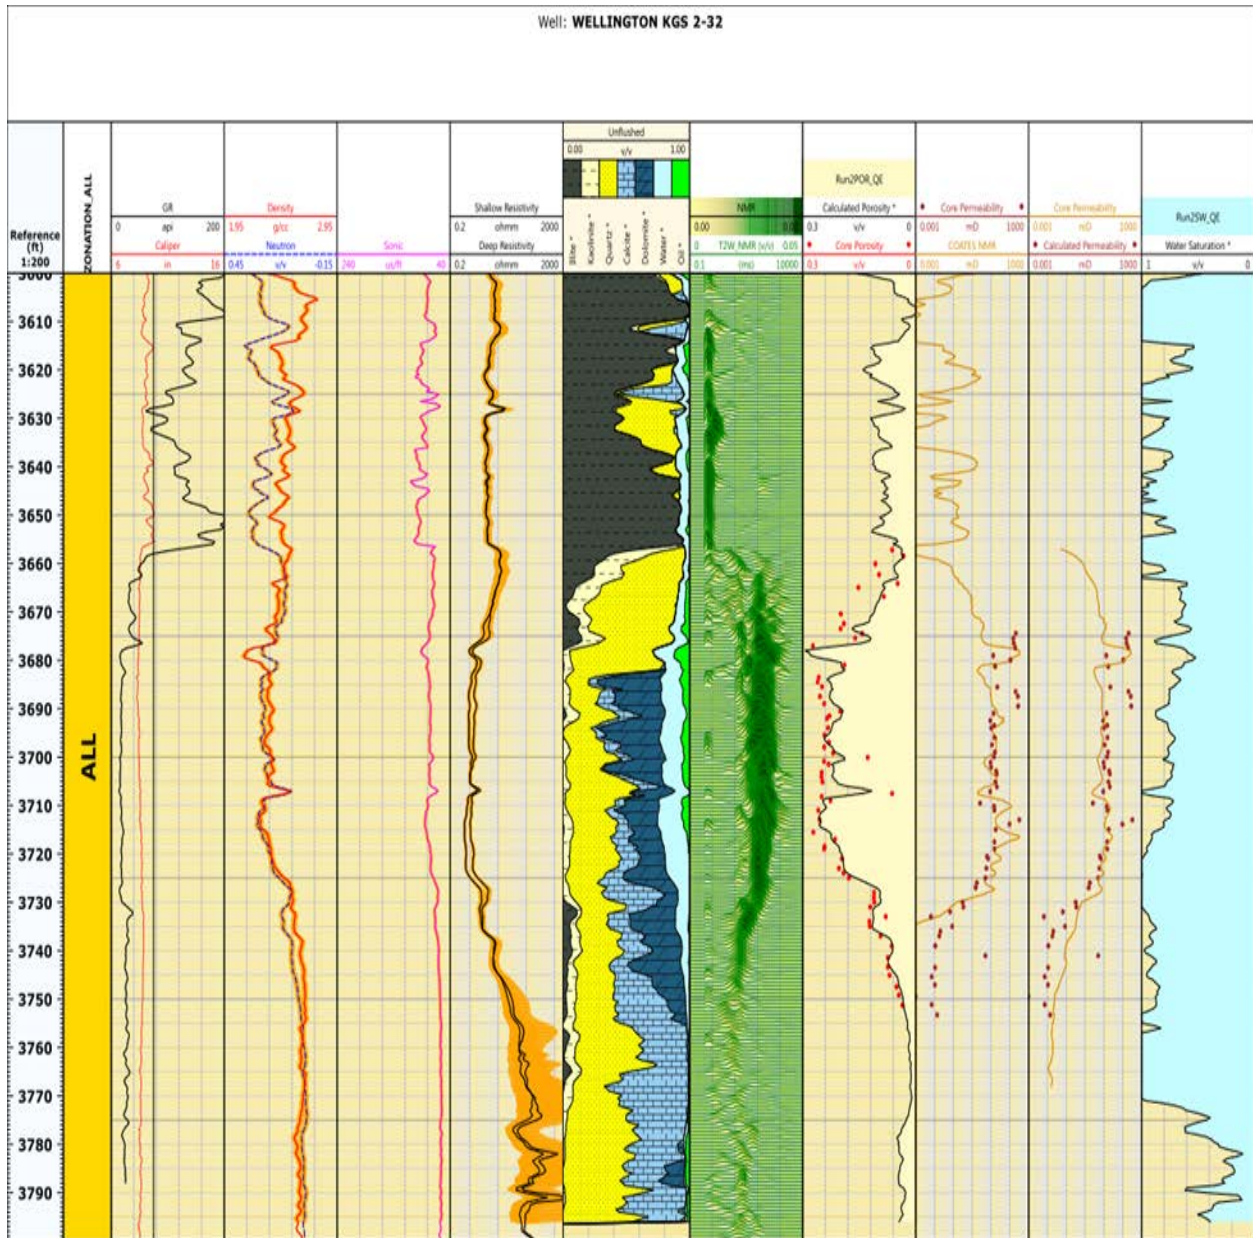 Well: WELLINGTON KGS 2-32
Reference
(ft)
1:200
ZONATION_ALL
GR
0 api 200
Caliper
6 in 16
Density
1.95 g/cc 2.95
Neutron
0.45 v/v -0.15
Sonic
240 us/ft 40
Shallow Resistivity
0.2 ohmm 2000
Deep Resistivity
0.2 ohmm 2000
Unflushed
0.00 v/v 1.00
Illite *
Kaolinite *
Quartz *
Calcite *
Dolomite *
Water *
Oil *
NMR
0.00
0 T2W_NMR (v/v) 0.05
0.1 (ms) 10000
Run2POR_QE
Calculated Porosity *
0.3 v/v 0
Core Porosity
0.3 v/v 0
Core Permeability
0.001 mD 1000
COATES NMR
0.001 mD 1000
Core Permeability
0.001 mD 1000
Calculated Permeability
0.001 mD 1000
Run2SW_QE
Water Saturation *
1 v/v 0
3610
3620
3630
3640
3650
3660
3670
3680
3690
3700
3710
3720
3730
3740
3750
3760
3770
3780
3790
ALL